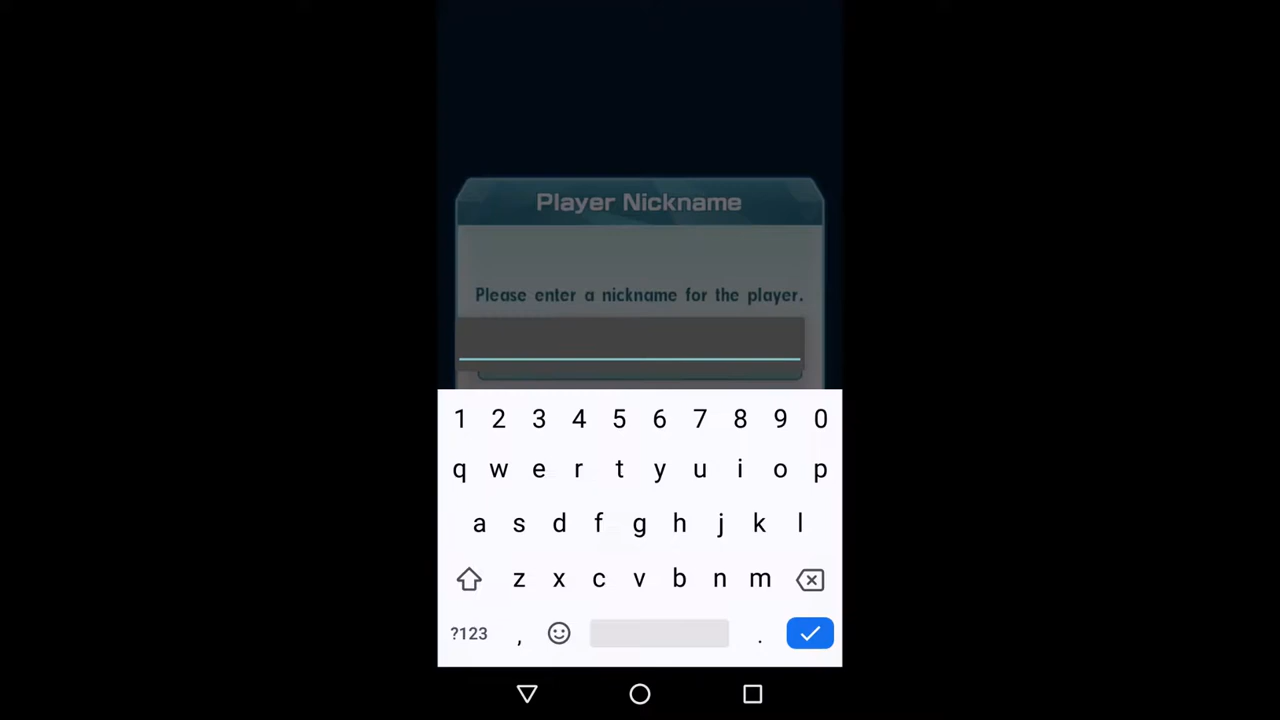 Player Nickname
Please enter a nickname for the player.
1 2 3 4 5 6 7 8 9 0
q w e r t y u i o p
a s d f g h j k l
z x c v b n m
?123 , .